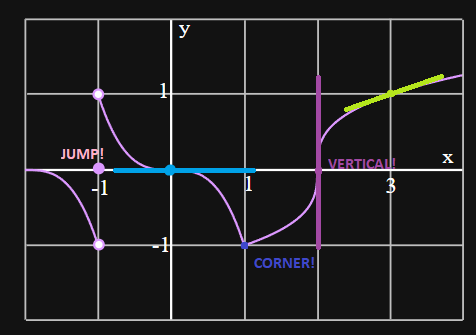 y
1
JUMP!
VERTICAL!
x
-1
1
3
-1
CORNER!